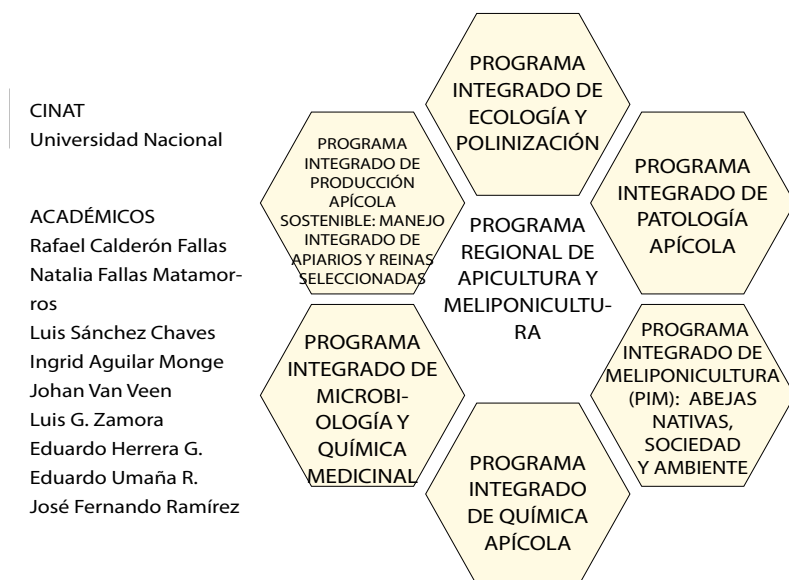 CINAT
Universidad Nacional
ACADÉMICOS
Rafael Calderón Fallas
Natalia Fallas Matamor-
ros
Luis Sánchez Chaves
Ingrid Aguilar Monge
Johan Van Veen
Luis G. Zamora
Eduardo Herrera G.
Eduardo Umaña R.
José Fernando Ramírez
PROGRAMA
INTEGRADO DE
ECOLOGÍA Y
POLINIZACIÓN
PROGRAMA
INTEGRADO DE
PRODUCCIÓN
APÍCOLA
SOSTENIBLE: MANEJO
INTEGRADO DE
APIARIOS Y REINAS
SELECCIONADAS
PROGRAMA
INTEGRADO DE
PATOLOGÍA
APÍCOLA
PROGRAMA
REGIONAL DE
APICULTURA Y
MELIPONICULTU-
RA
PROGRAMA
INTEGRADO DE
MICROBI-
OLOGÍA Y
QUÍMICA
MEDICINAL
PROGRAMA
INTEGRADO DE
MELIPONICULTURA
(PIM): ABEJAS
NATIVAS,
SOCIEDAD
Y AMBIENTE
PROGRAMA
INTEGRADO
DE QUÍMICA
APÍCOLA